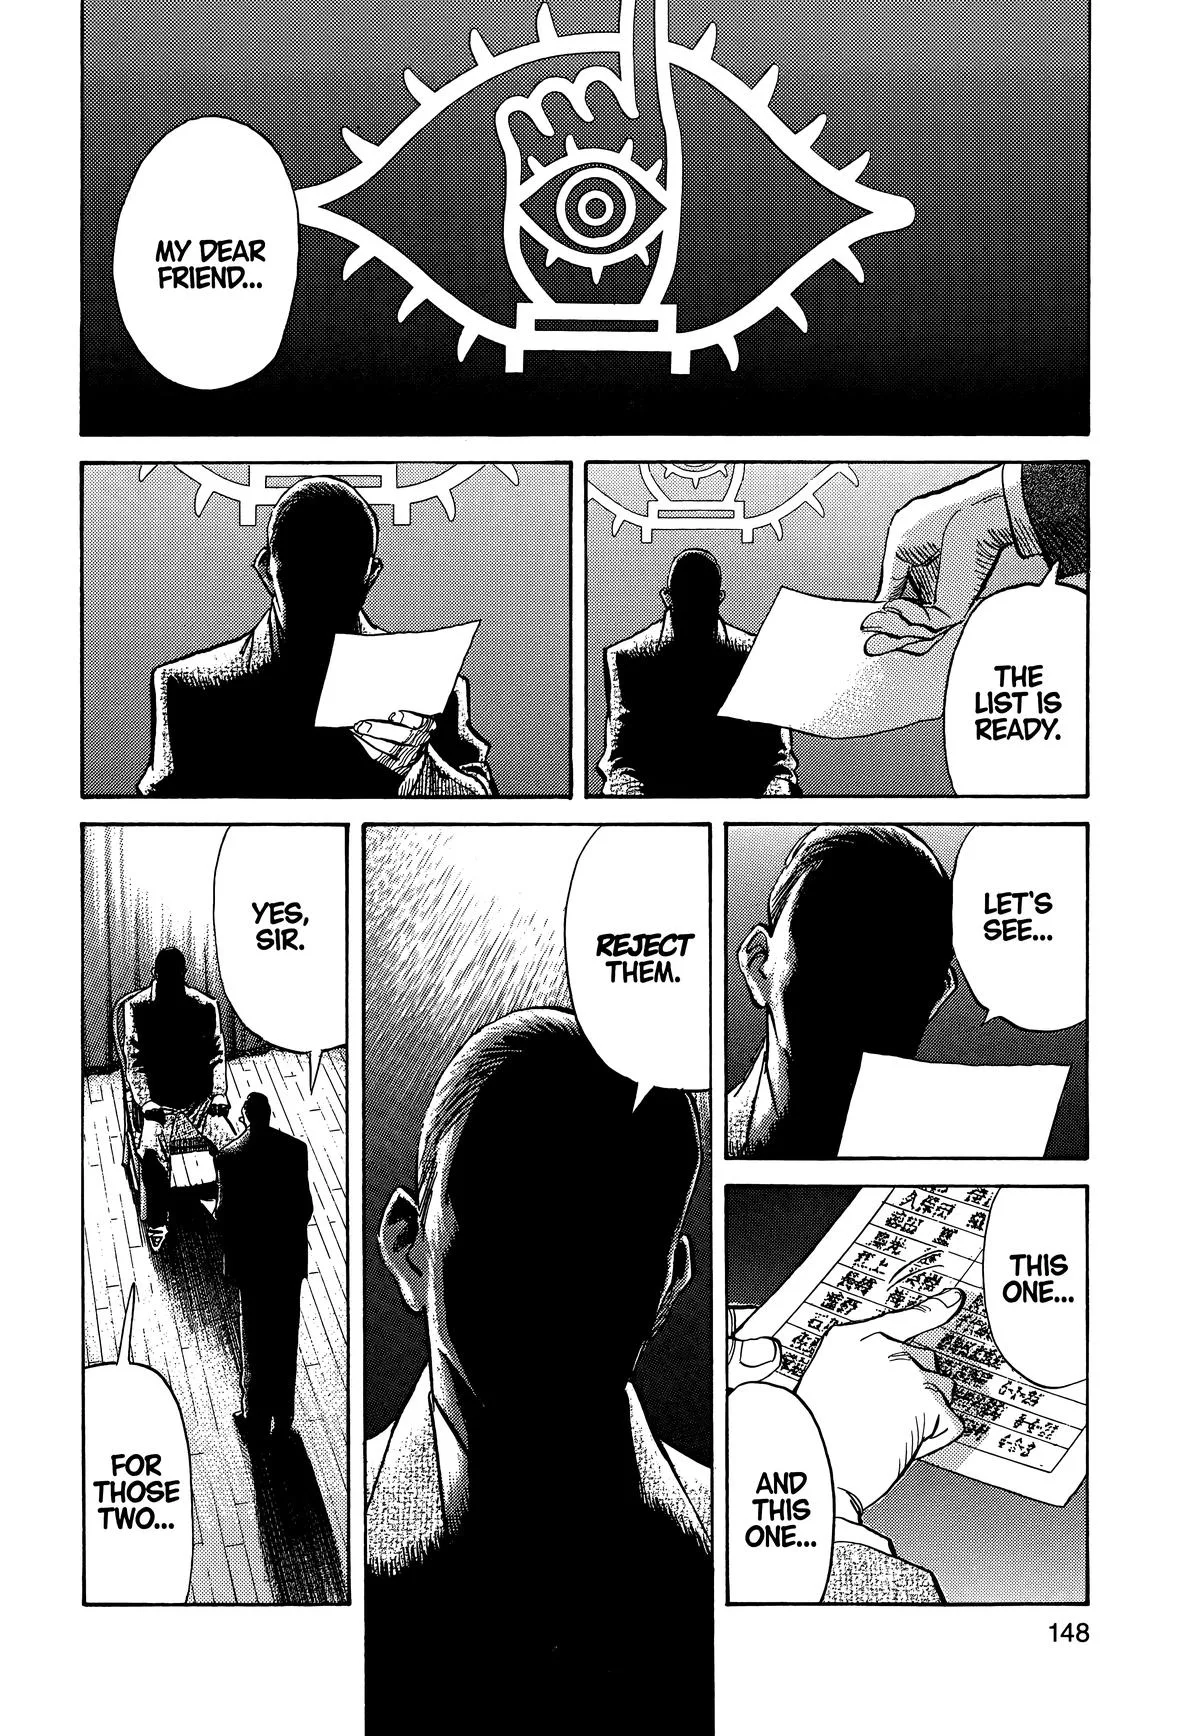 MY DEAR
FRIEND...
THE
LIST IS
READY.
LET'S
SEE...
THIS
ONE...
AND
THIS
ONE...
REJECT
THEM.
YES,
SIR.
FOR
THOSE
TWO...
148